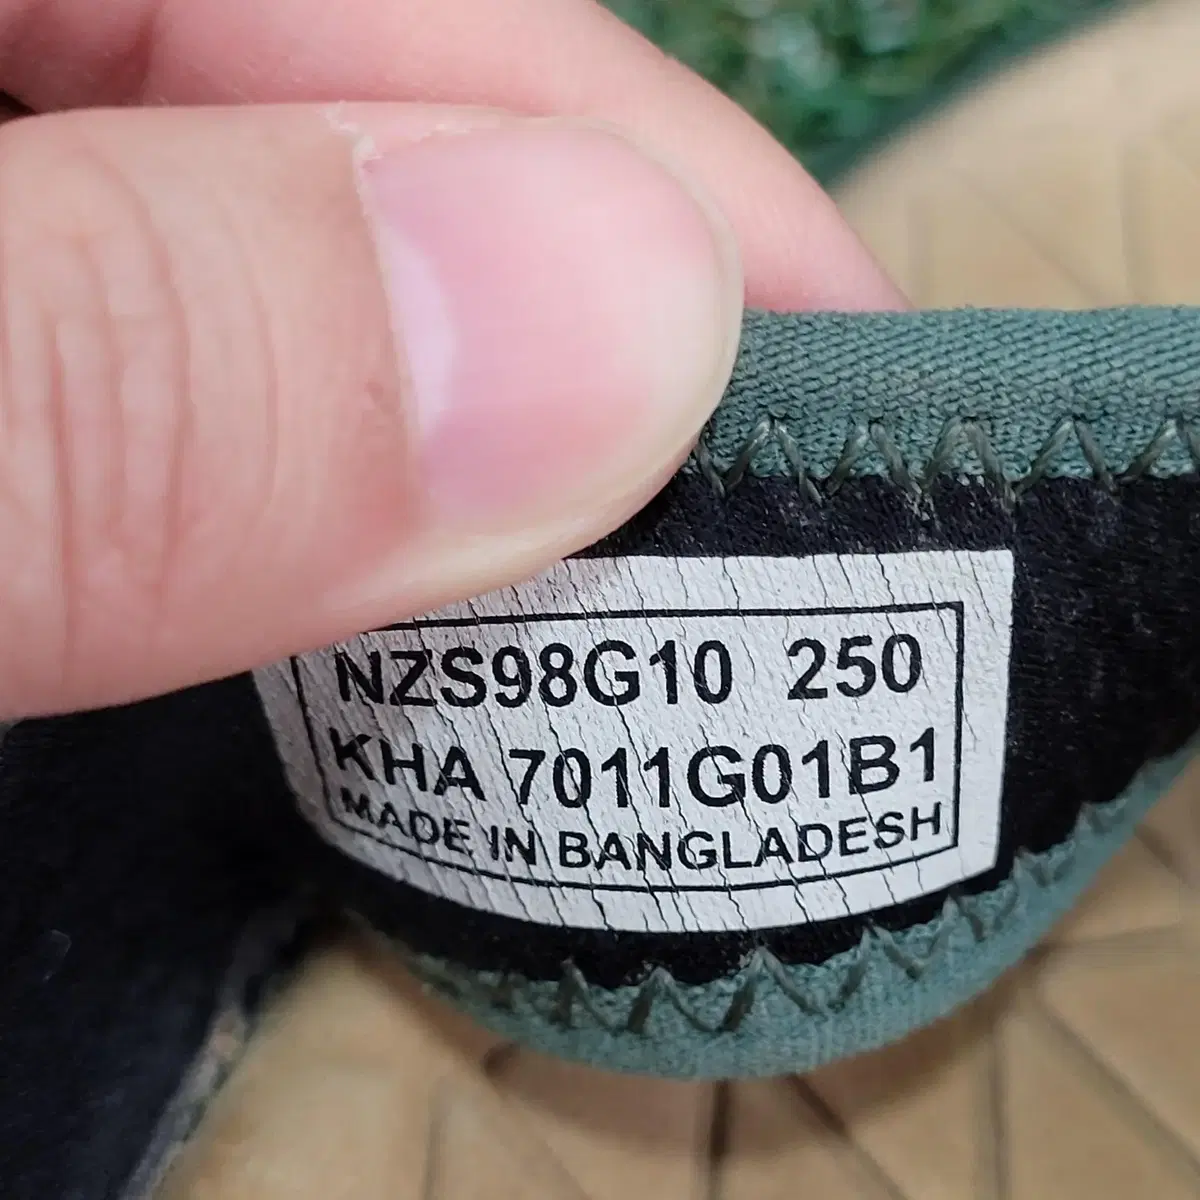 NZS98G10 250
KHA 7011G01B1
MADE IN BANGLADESH